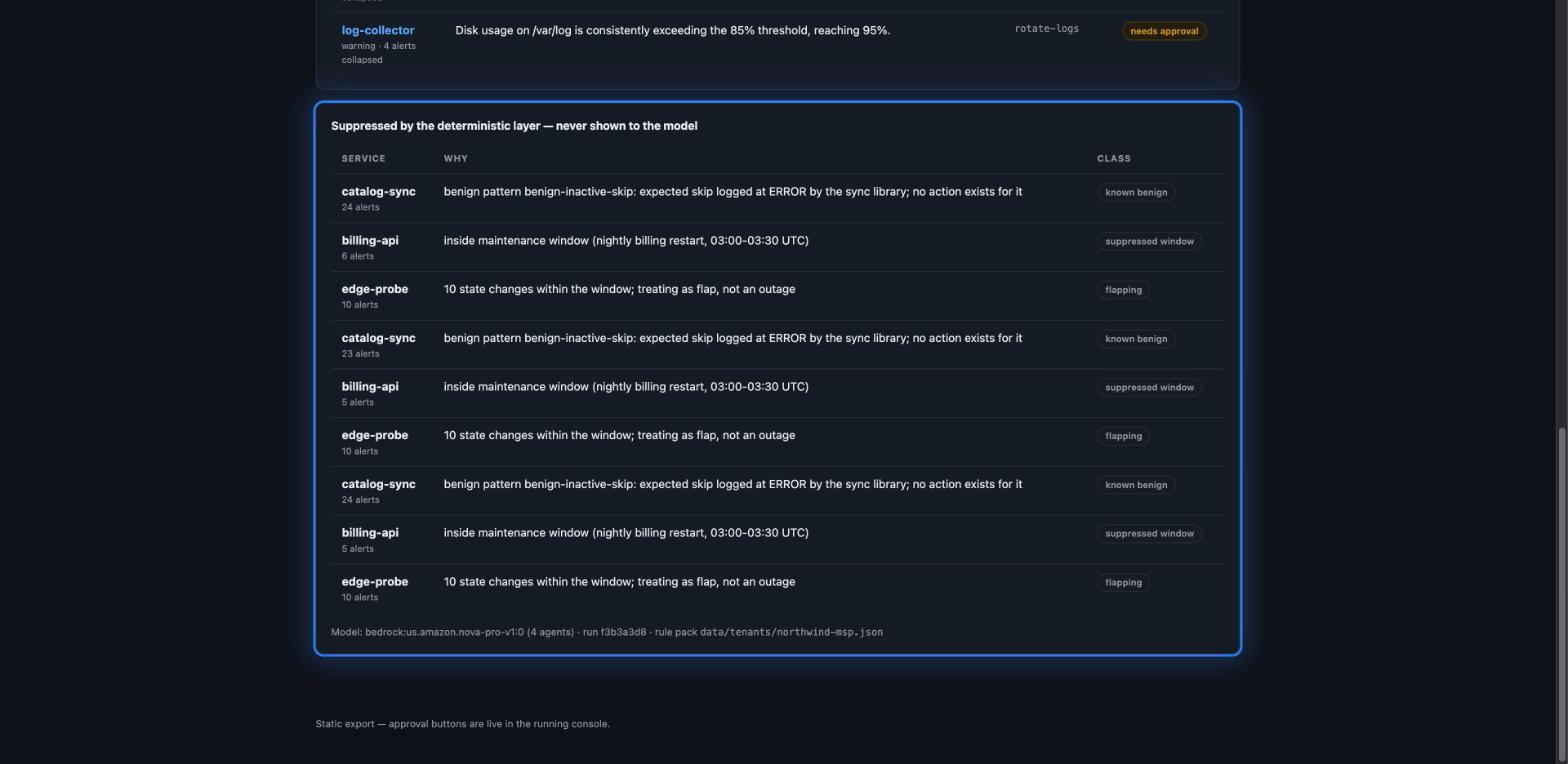 collapsed
log-collector
warning · 4 alerts
collapsed
Disk usage on /var/log is consistently exceeding the 85% threshold, reaching 95%.
rotate-logs
needs approval
Suppressed by the deterministic layer — never shown to the model
SERVICE WHY CLASS
catalog-sync
24 alerts
benign pattern benign-inactive-skip: expected skip logged at ERROR by the sync library; no action exists for it
known benign
billing-api
6 alerts
inside maintenance window (nightly billing restart, 03:00-03:30 UTC)
suppressed window
edge-probe
10 alerts
10 state changes within the window; treating as flap, not an outage
flapping
catalog-sync
23 alerts
benign pattern benign-inactive-skip: expected skip logged at ERROR by the sync library; no action exists for it
known benign
billing-api
5 alerts
inside maintenance window (nightly billing restart, 03:00-03:30 UTC)
suppressed window
edge-probe
10 alerts
10 state changes within the window; treating as flap, not an outage
flapping
catalog-sync
24 alerts
benign pattern benign-inactive-skip: expected skip logged at ERROR by the sync library; no action exists for it
known benign
billing-api
5 alerts
inside maintenance window (nightly billing restart, 03:00-03:30 UTC)
suppressed window
edge-probe
10 alerts
10 state changes within the window; treating as flap, not an outage
flapping
Model: bedrock:us.amazon.nova-pro-v1:0 (4 agents) · run f3b3a3d8 · rule pack data/tenants/northwind-msp.json
Static export — approval buttons are live in the running console.